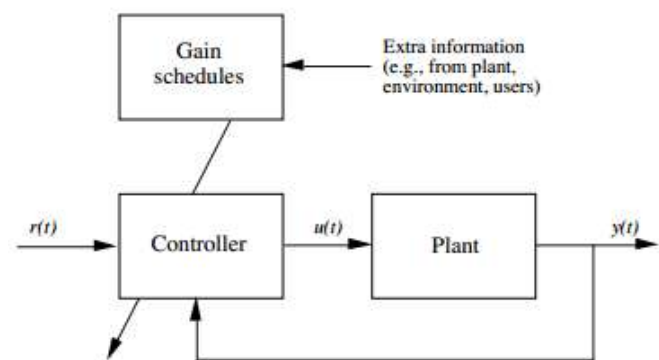 Gain
schedules
Extra information
(e.g., from plant,
environment, users)
r(t)
Controller
u(t)
Plant
y(t)